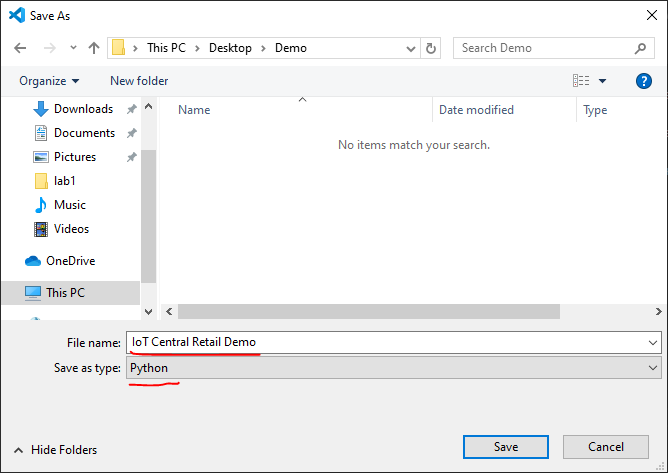 Save As
This PC > Desktop > Demo
Search Demo
Organize
New folder
Name
Date modified
Type
No items match your search.
Downloads
Documents
Pictures
lab1
Music
Videos
OneDrive
This PC
File name: IoT Central Retail Demo
Save as type: Python
Hide Folders
Save
Cancel